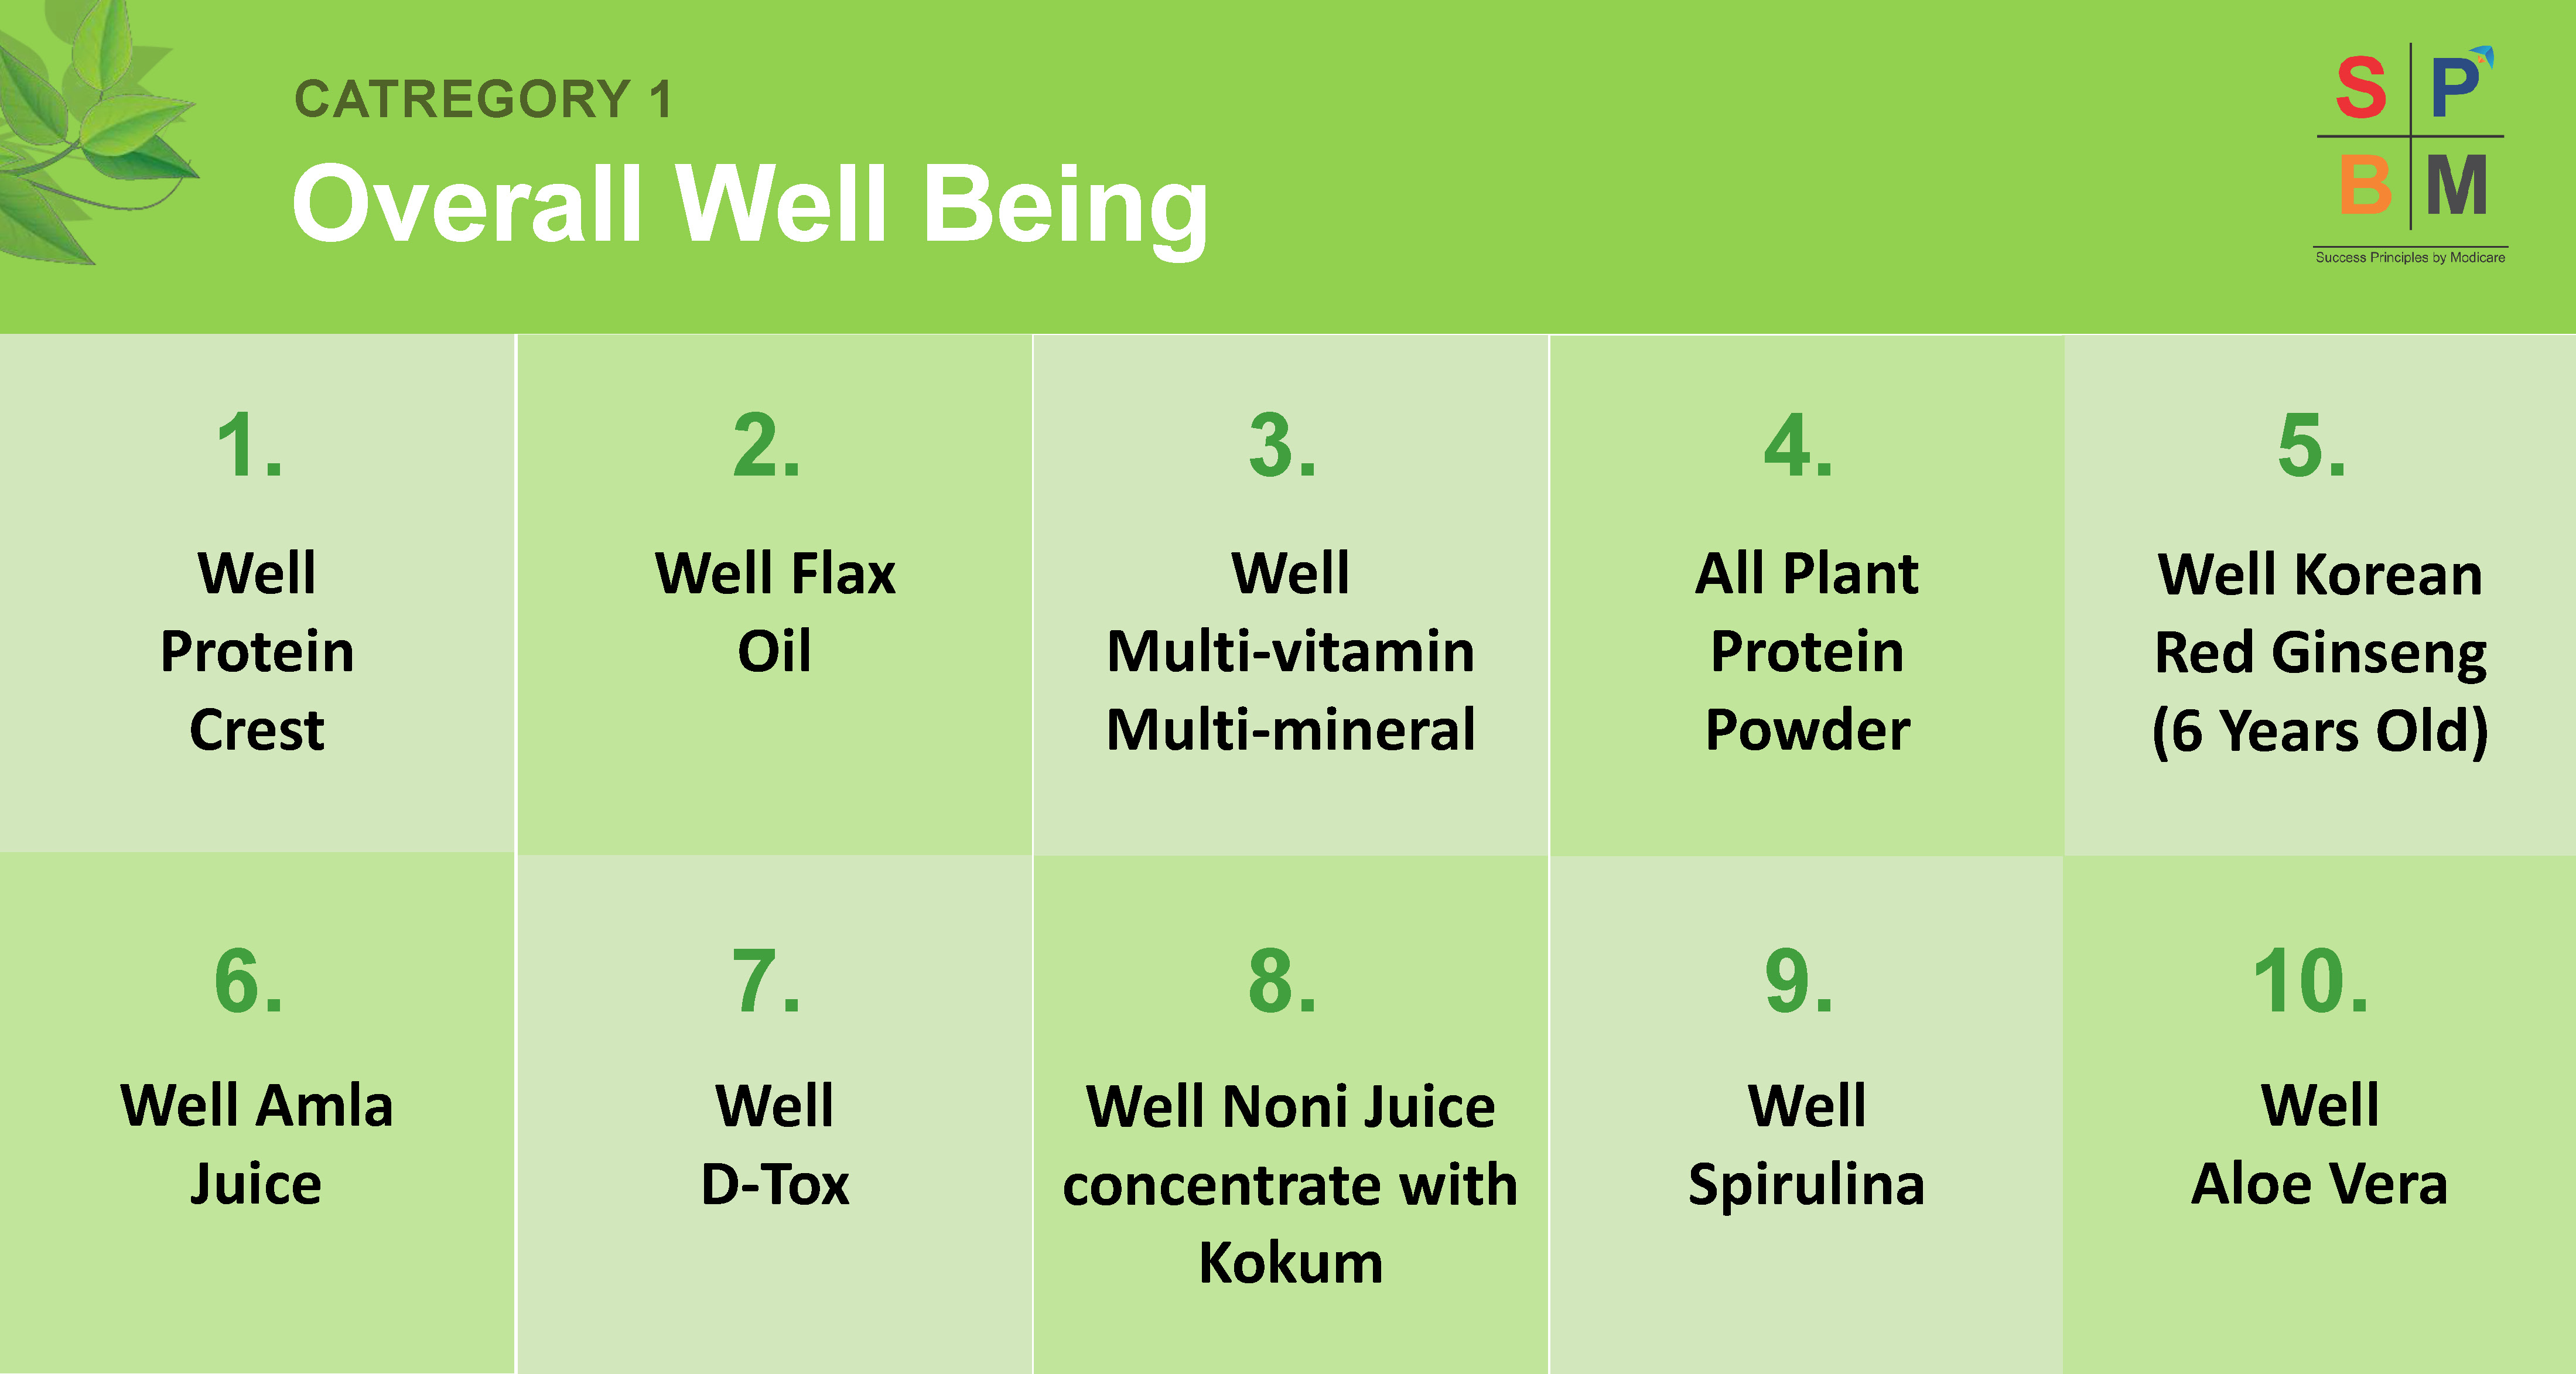 CATREGORY 1
Overall Well Being
S P
B M
Success Principles by Modicare
1.
Well
Protein
Crest
2.
Well Flax
Oil
3.
Well
Multi-vitamin
Multi-mineral
4.
All Plant
Protein
Powder
5.
Well Korean
Red Ginseng
(6 Years Old)
6.
Well Amla
Juice
7.
Well
D-Tox
8.
Well Noni Juice
concentrate with
Kokum
9.
Well
Spirulina
10.
Well
Aloe Vera